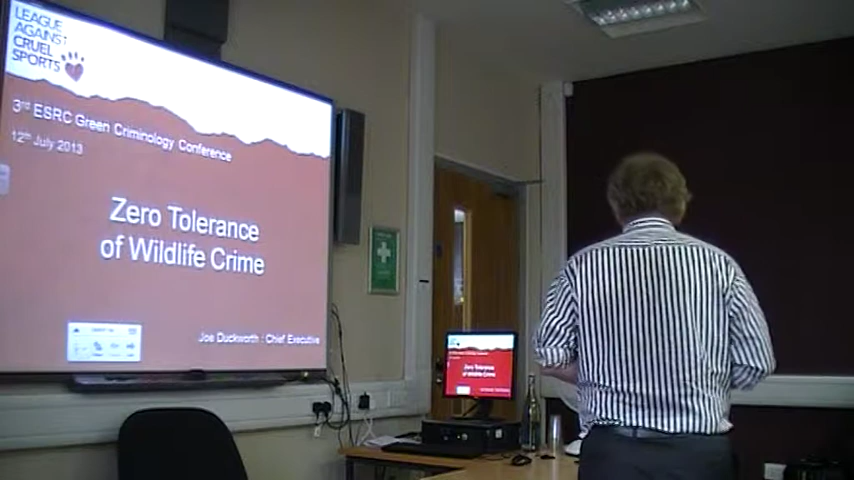 LEAGUE
AGAINST
CRUEL
SPORTS
3rd ESRC Green Criminology Conference
12th July 2013
Zero Tolerance
of Wildlife Crime
Joe Duckworth : Chief Executive
Zero Tolerance
of Wildlife Crime